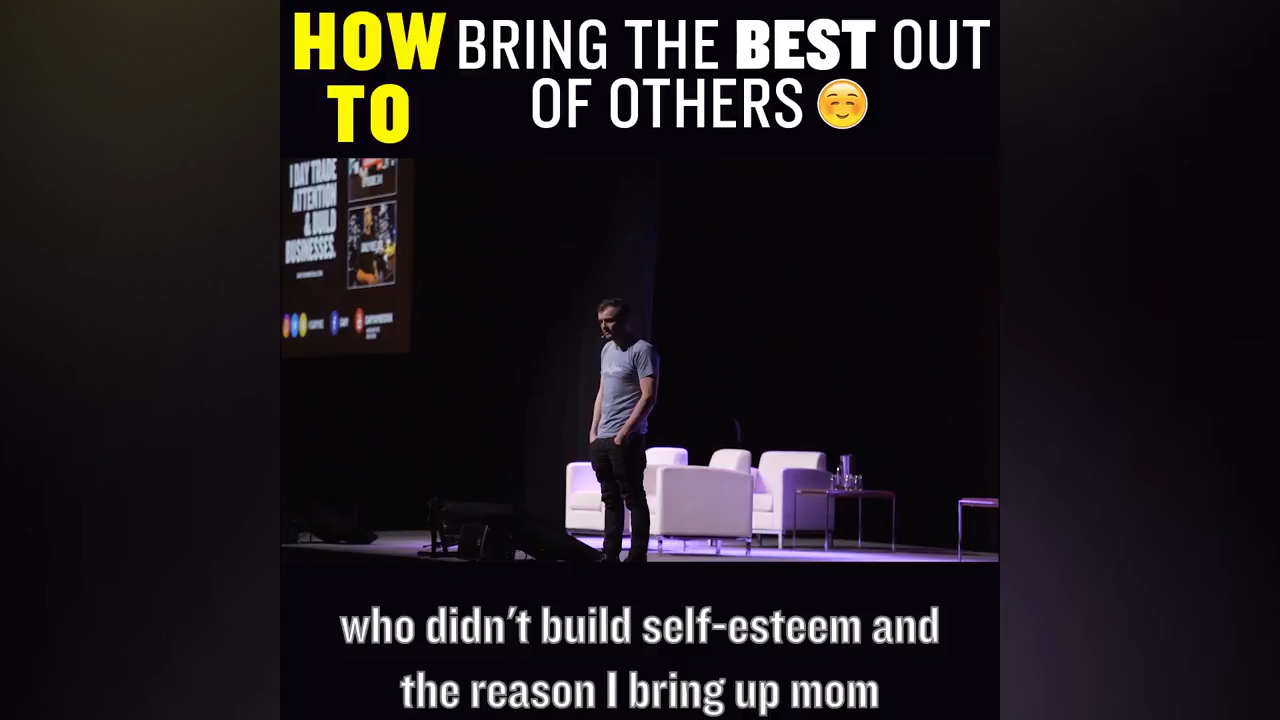 HOW TO
BRING THE BEST OUT
OF OTHERS
I DAY TRADE
ATTENTION
& BUILD
BUSINESSES.
who didn't build self-esteem and
the reason I bring up mom